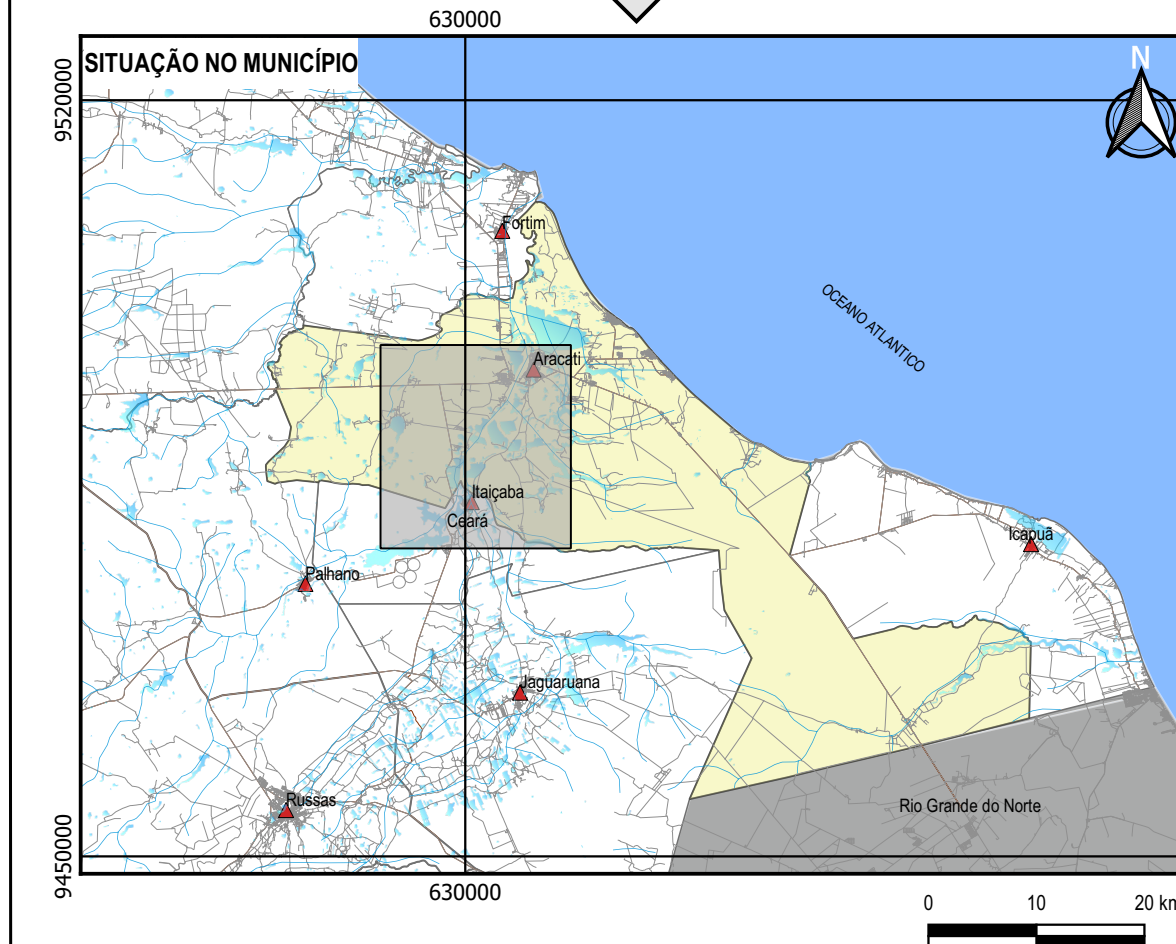 630000
SITUAÇÃO NO MUNICÍPIO
N
9520000
Fortim
OCEANO ATLANTICO
Aracati
Itaiçaba
Ceará
Icapuã
Palhano
Jaguaruana
Russas
Rio Grande do Norte
9450000
630000
0 10 20 km